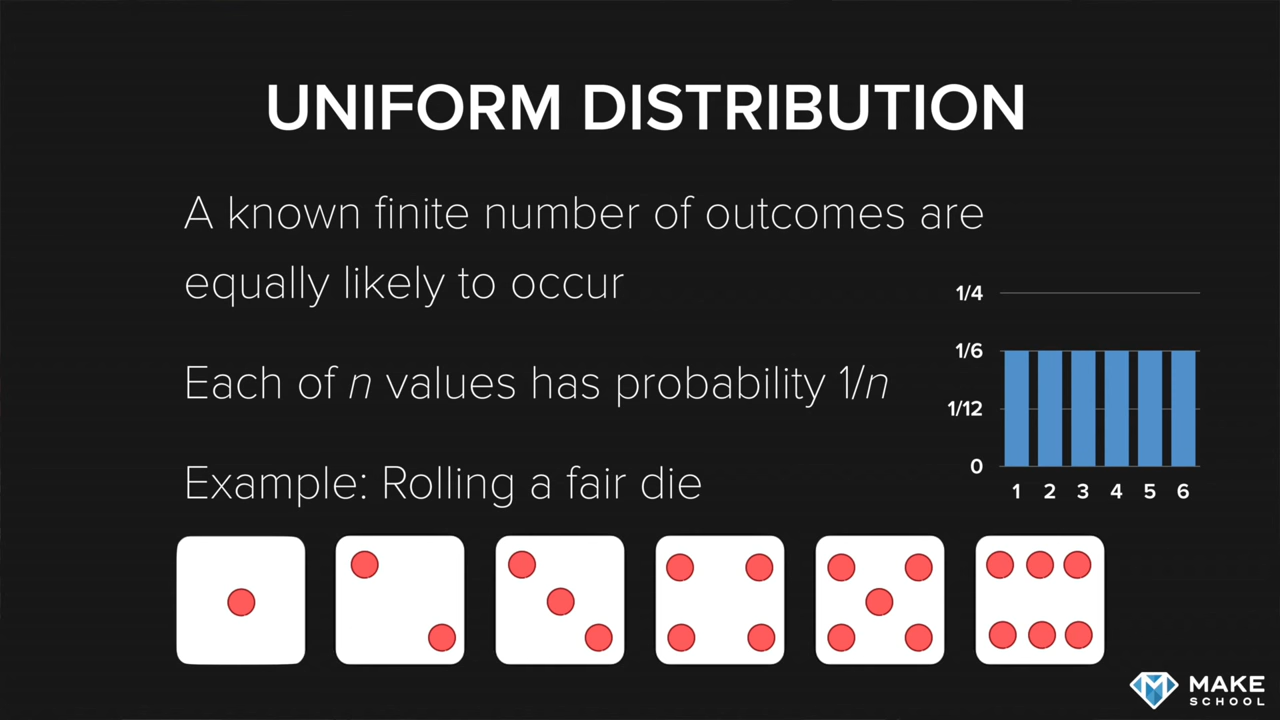 UNIFORM DISTRIBUTION
A known finite number of outcomes are
equally likely to occur
Each of n values has probability 1/n
Example: Rolling a fair die
1/4
1/6
1/12
0
1 2 3 4 5 6
MAKE
SCHOOL